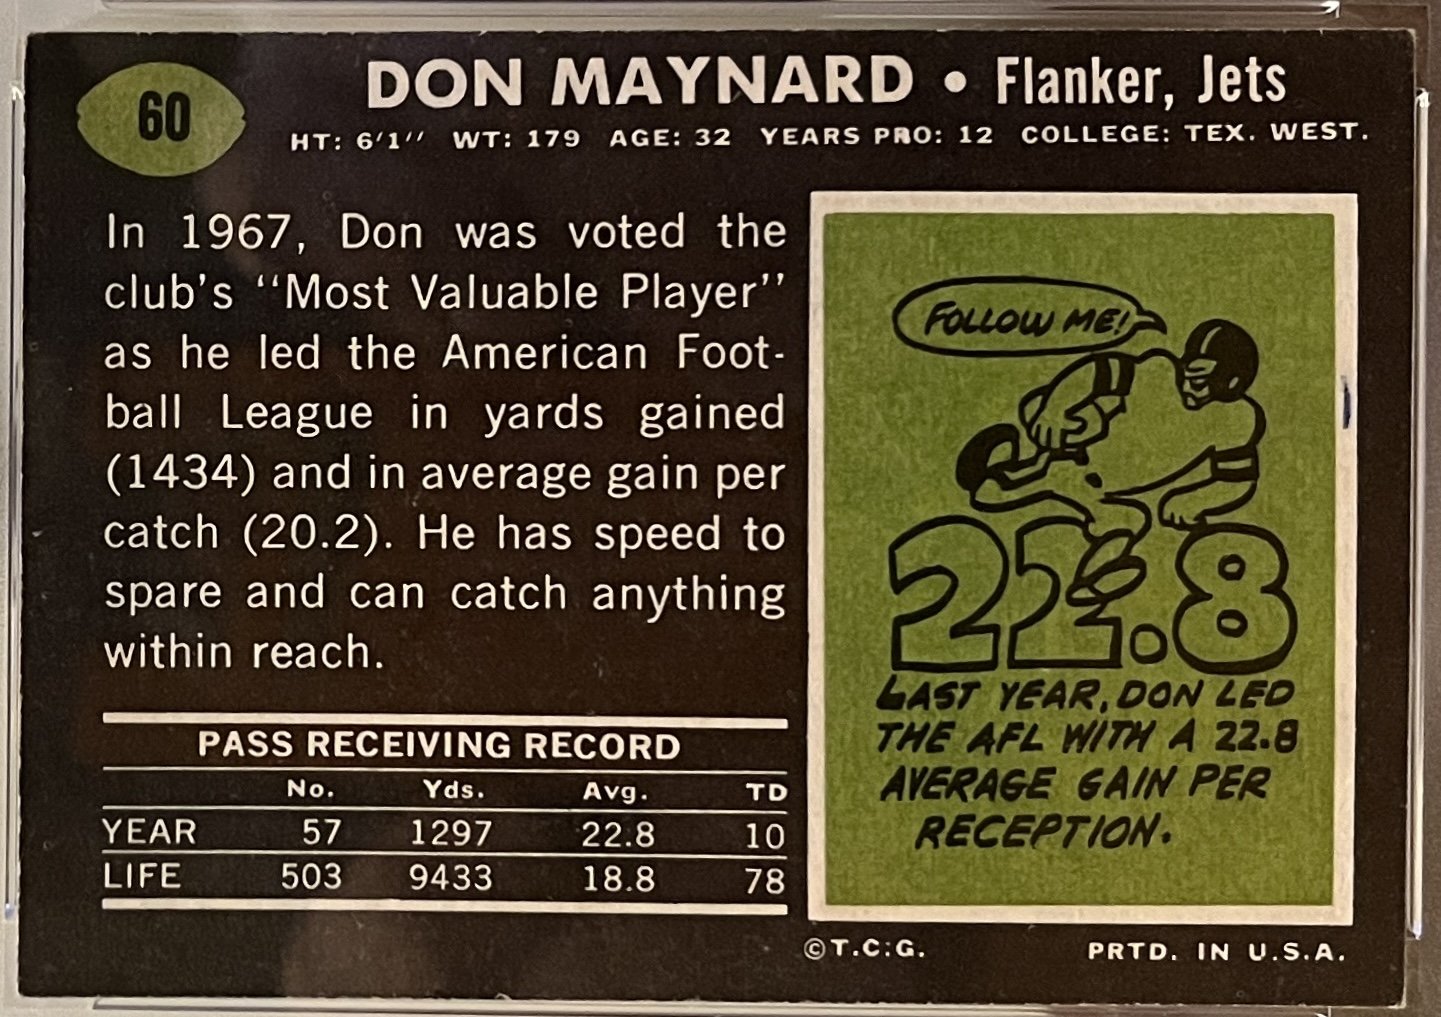 60
DON MAYNARD • Flanker, Jets
HT: 6'1'' WT: 179 AGE: 32 YEARS PRO: 12 COLLEGE: TEX. WEST.
In 1967, Don was voted the
club's "Most Valuable Player"
as he led the American Foot-
ball League in yards gained
(1434) and in average gain per
catch (20.2). He has speed to
spare and can catch anything
within reach.
PASS RECEIVING RECORD
No. Yds. Avg. TD
YEAR 57 1297 22.8 10
LIFE 503 9433 18.8 78
FOLLOW ME!
22.8
LAST YEAR, DON LED
THE AFL WITH A 22.8
AVERAGE GAIN PER
RECEPTION.
©T.C.G. PRTD. IN U.S.A.